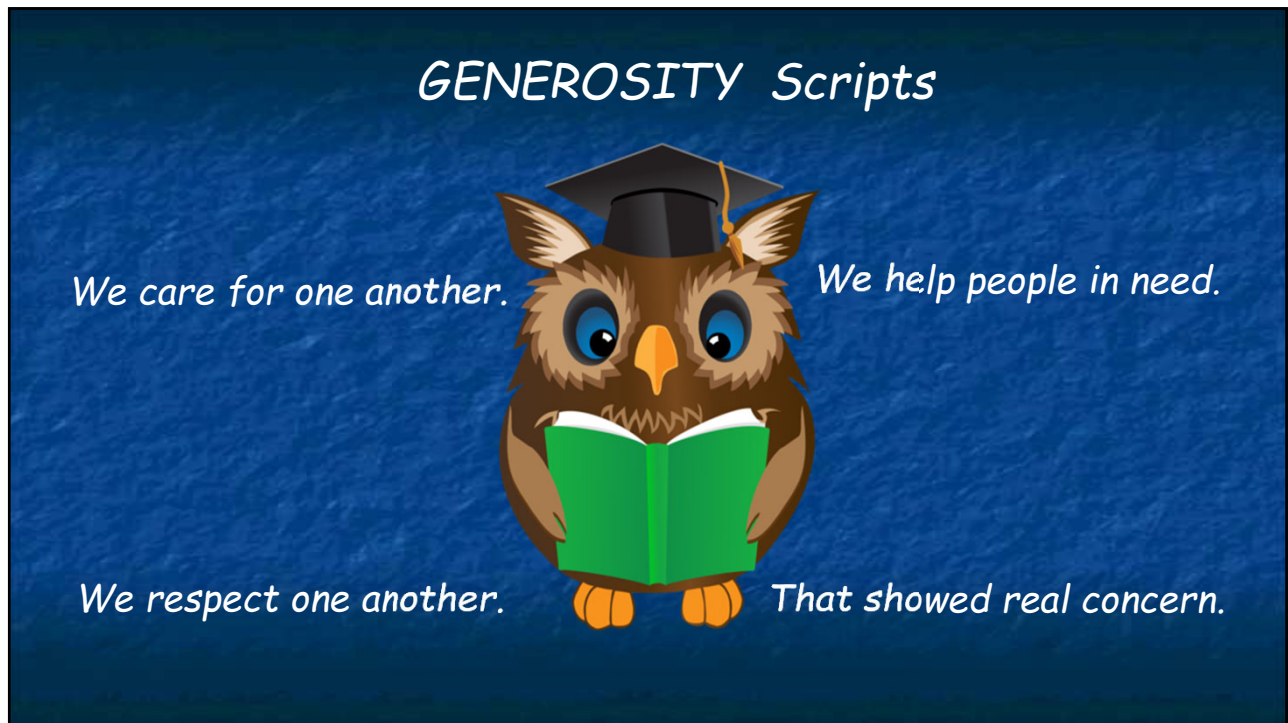 GENEROSITY Scripts
We care for one another.
We help people in need.
We respect one another.
That showed real concern.